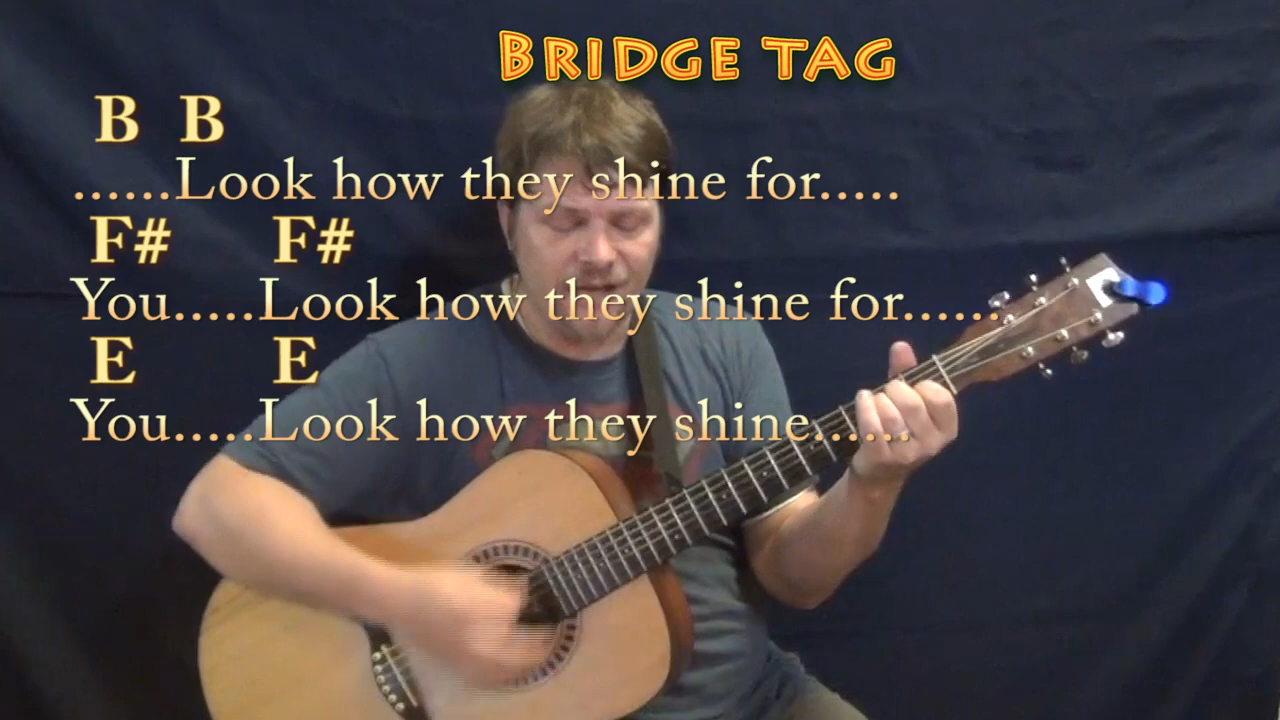 BRIDGE TAG
B B
......Look how they shine for.....
F# F#
You.....Look how they shine for......
E E
You.....Look how they shine......